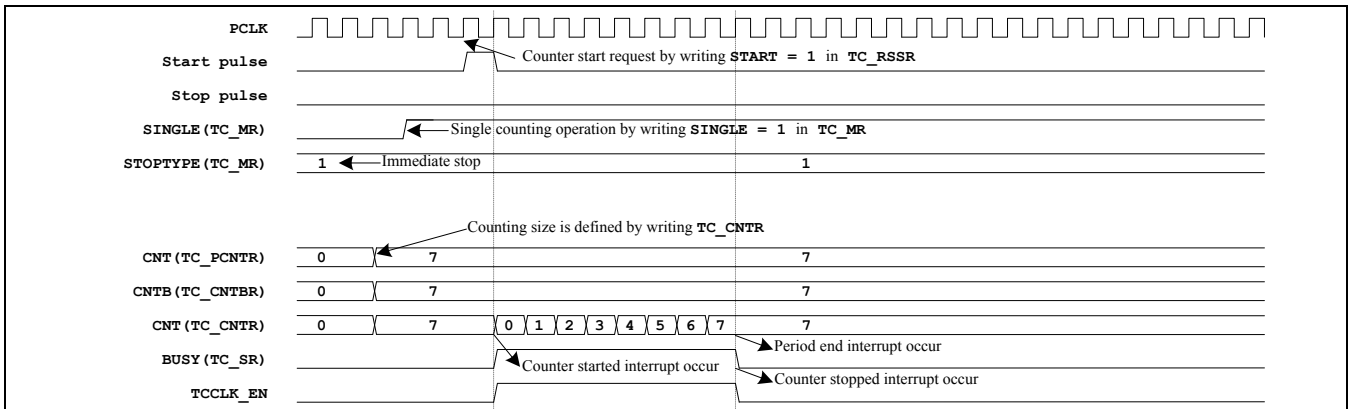 PCLK
Start pulse Counter start request by writing START = 1 in TC_RSSR
Stop pulse
SINGLE(TC_MR) Single counting operation by writing SINGLE = 1 in TC_MR
STOPTYPE(TC_MR) 1 Immediate stop 1
Counting size is defined by writing TC_CNTR
CNT(TC_PCNTR) 0 7 7
CNTB(TC_CNTBR) 0 7 7
CNT(TC_CNTR) 0 7 0 1 2 3 4 5 6 7 7
Period end interrupt occur
BUSY(TC_SR) Counter started interrupt occur
Counter stopped interrupt occur
TCCLK_EN